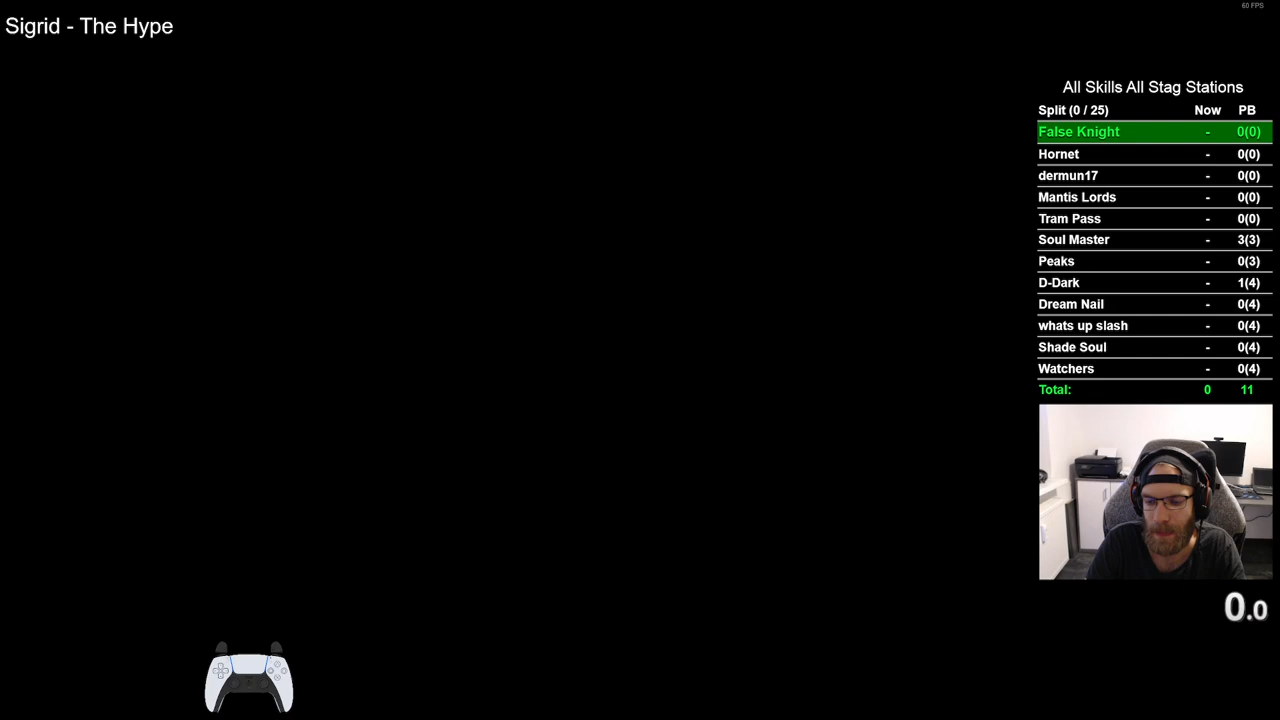 60 FPS
Sigrid - The Hype
All Skills All Stag Stations
Split (0 / 25) Now PB
False Knight - 0(0)
Hornet - 0(0)
dermun17 - 0(0)
Mantis Lords - 0(0)
Tram Pass - 0(0)
Soul Master - 3(3)
Peaks - 0(3)
D-Dark - 1(4)
Dream Nail - 0(4)
whats up slash - 0(4)
Shade Soul - 0(4)
Watchers - 0(4)
Total: 0 11
0.0